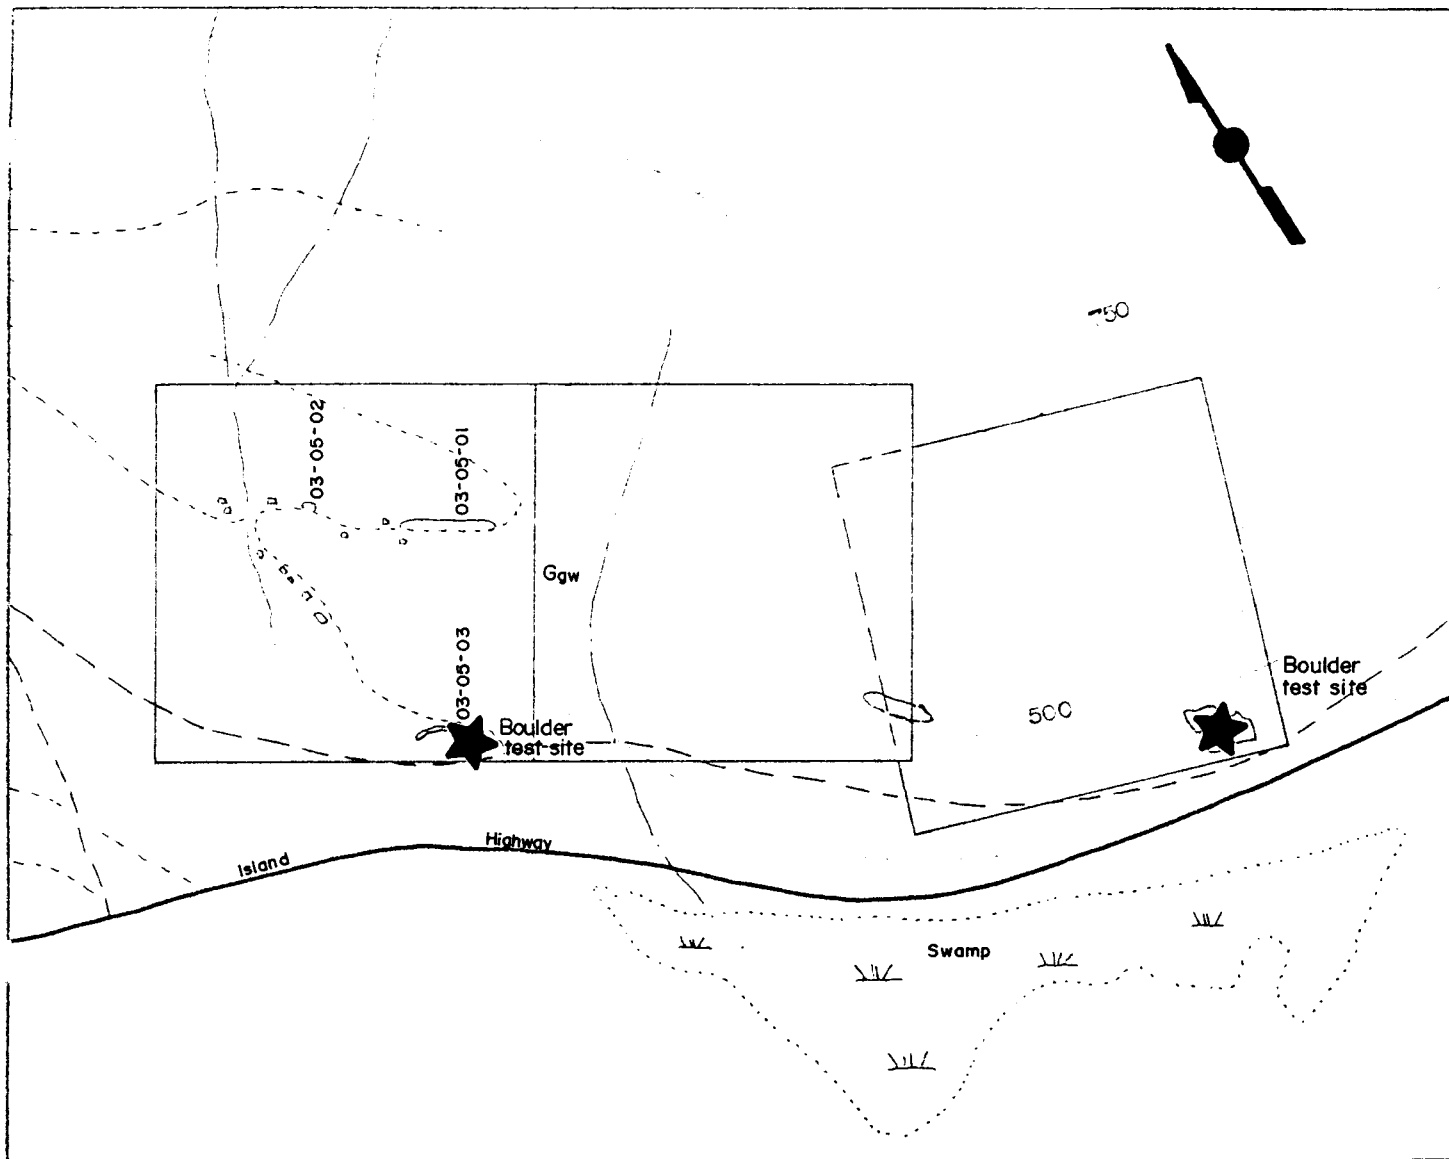 750
03-05-02
03-05-01
Ggw
03-05-03
Boulder
test site
500
Boulder
test site
Island Highway
Swamp